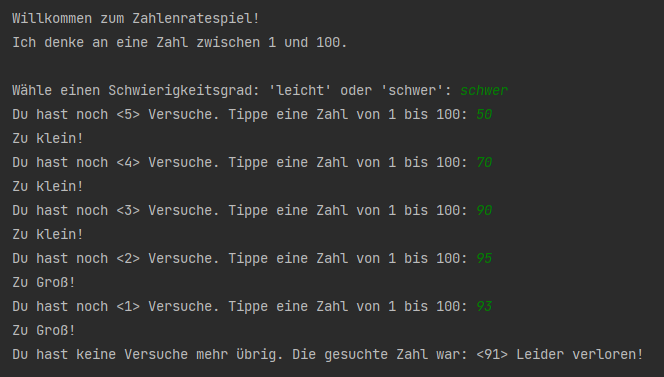 Willkommen zum Zahlenratespiel!
Ich denke an eine Zahl zwischen 1 und 100.
Wähle einen Schwierigkeitsgrad: 'leicht' oder 'schwer': schwer
Du hast noch <5> Versuche. Tippe eine Zahl von 1 bis 100: 50
Zu klein!
Du hast noch <4> Versuche. Tippe eine Zahl von 1 bis 100: 70
Zu klein!
Du hast noch <3> Versuche. Tippe eine Zahl von 1 bis 100: 90
Zu klein!
Du hast noch <2> Versuche. Tippe eine Zahl von 1 bis 100: 95
Zu Groß!
Du hast noch <1> Versuche. Tippe eine Zahl von 1 bis 100: 93
Zu Groß!
Du hast keine Versuche mehr übrig. Die gesuchte Zahl war: <91> Leider verloren!